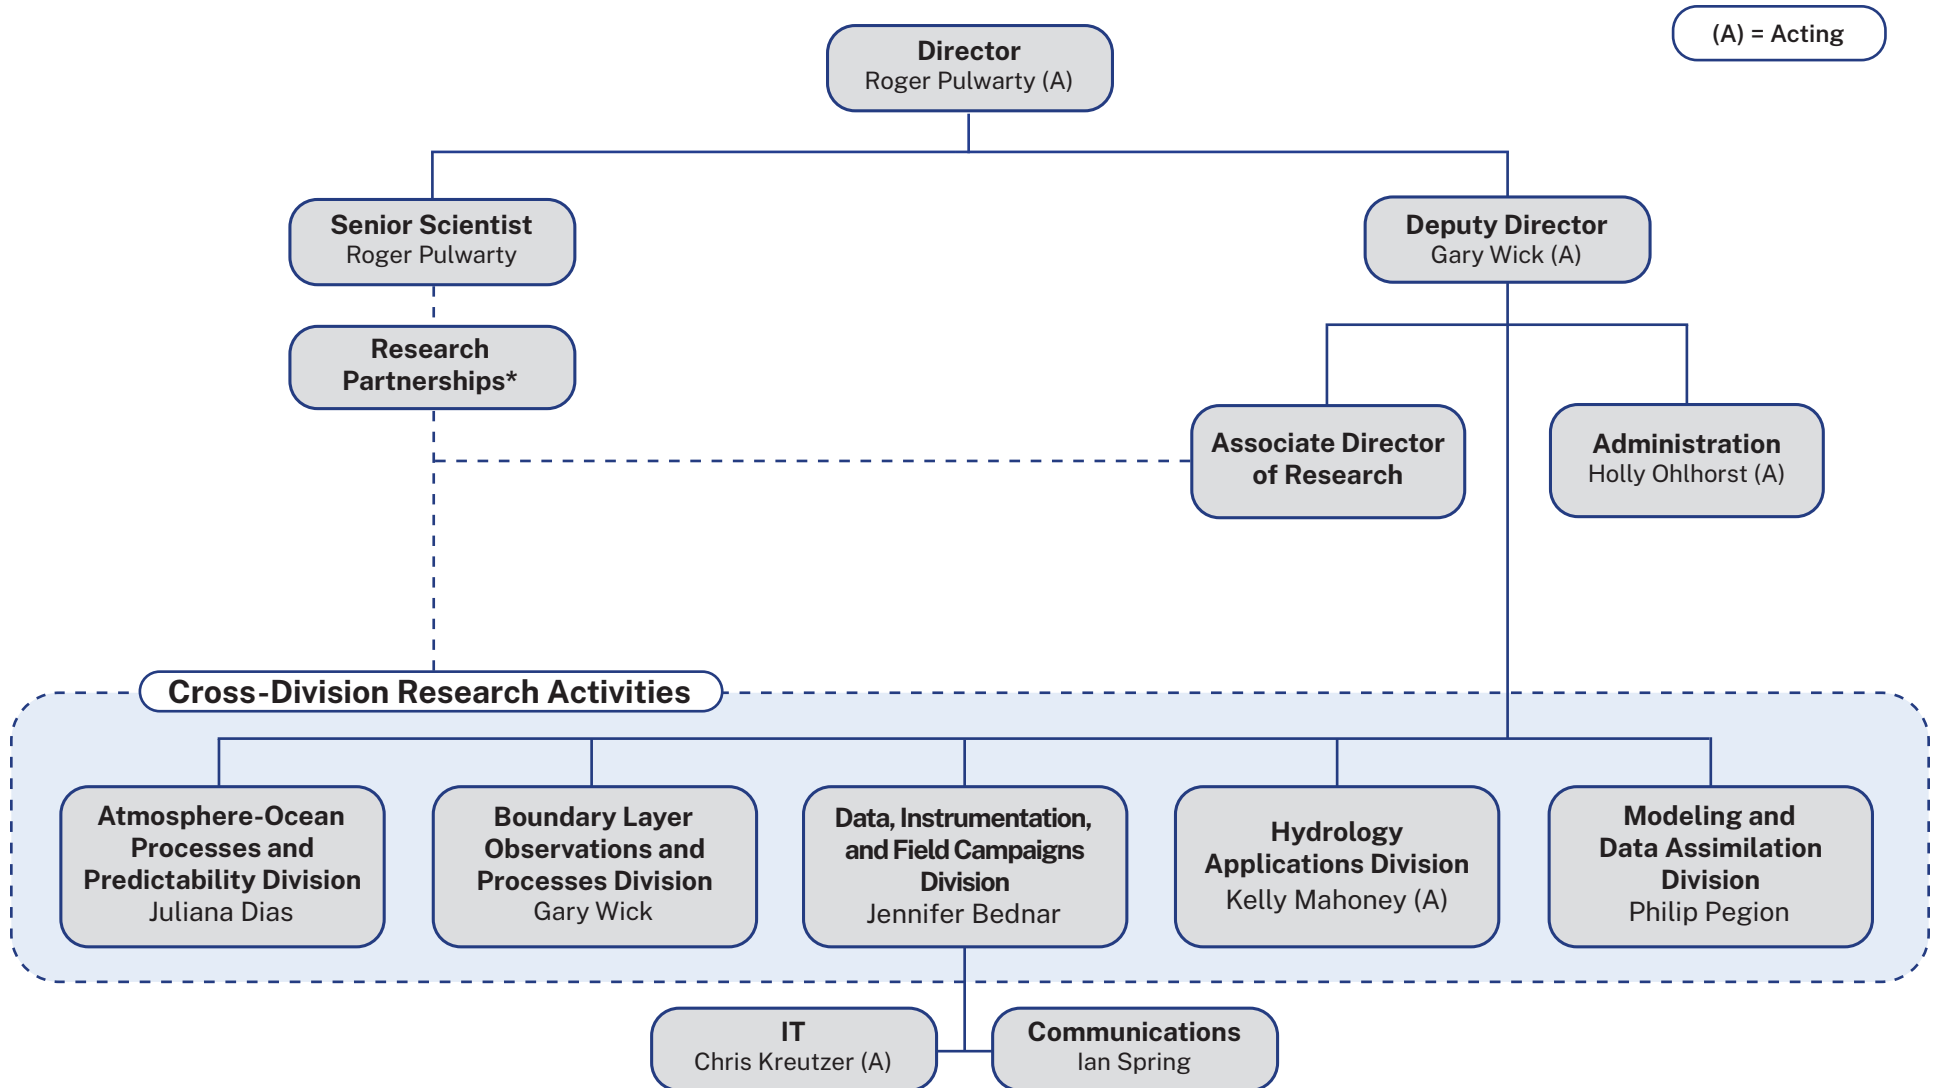 (A) = Acting
Director
Roger Pulwarty (A)
Senior Scientist
Roger Pulwarty
Deputy Director
Gary Wick (A)
Research
Partnerships*
Associate Director
of Research
Administration
Holly Ohlhorst (A)
Cross-Division Research Activities
Atmosphere-Ocean
Processes and
Predictability Division
Juliana Dias
Boundary Layer
Observations and
Processes Division
Gary Wick
Data, Instrumentation,
and Field Campaigns
Division
Jennifer Bednar
Hydrology
Applications Division
Kelly Mahoney (A)
Modeling and
Data Assimilation
Division
Philip Pegion
IT
Chris Kreutzer (A)
Communications
Ian Spring